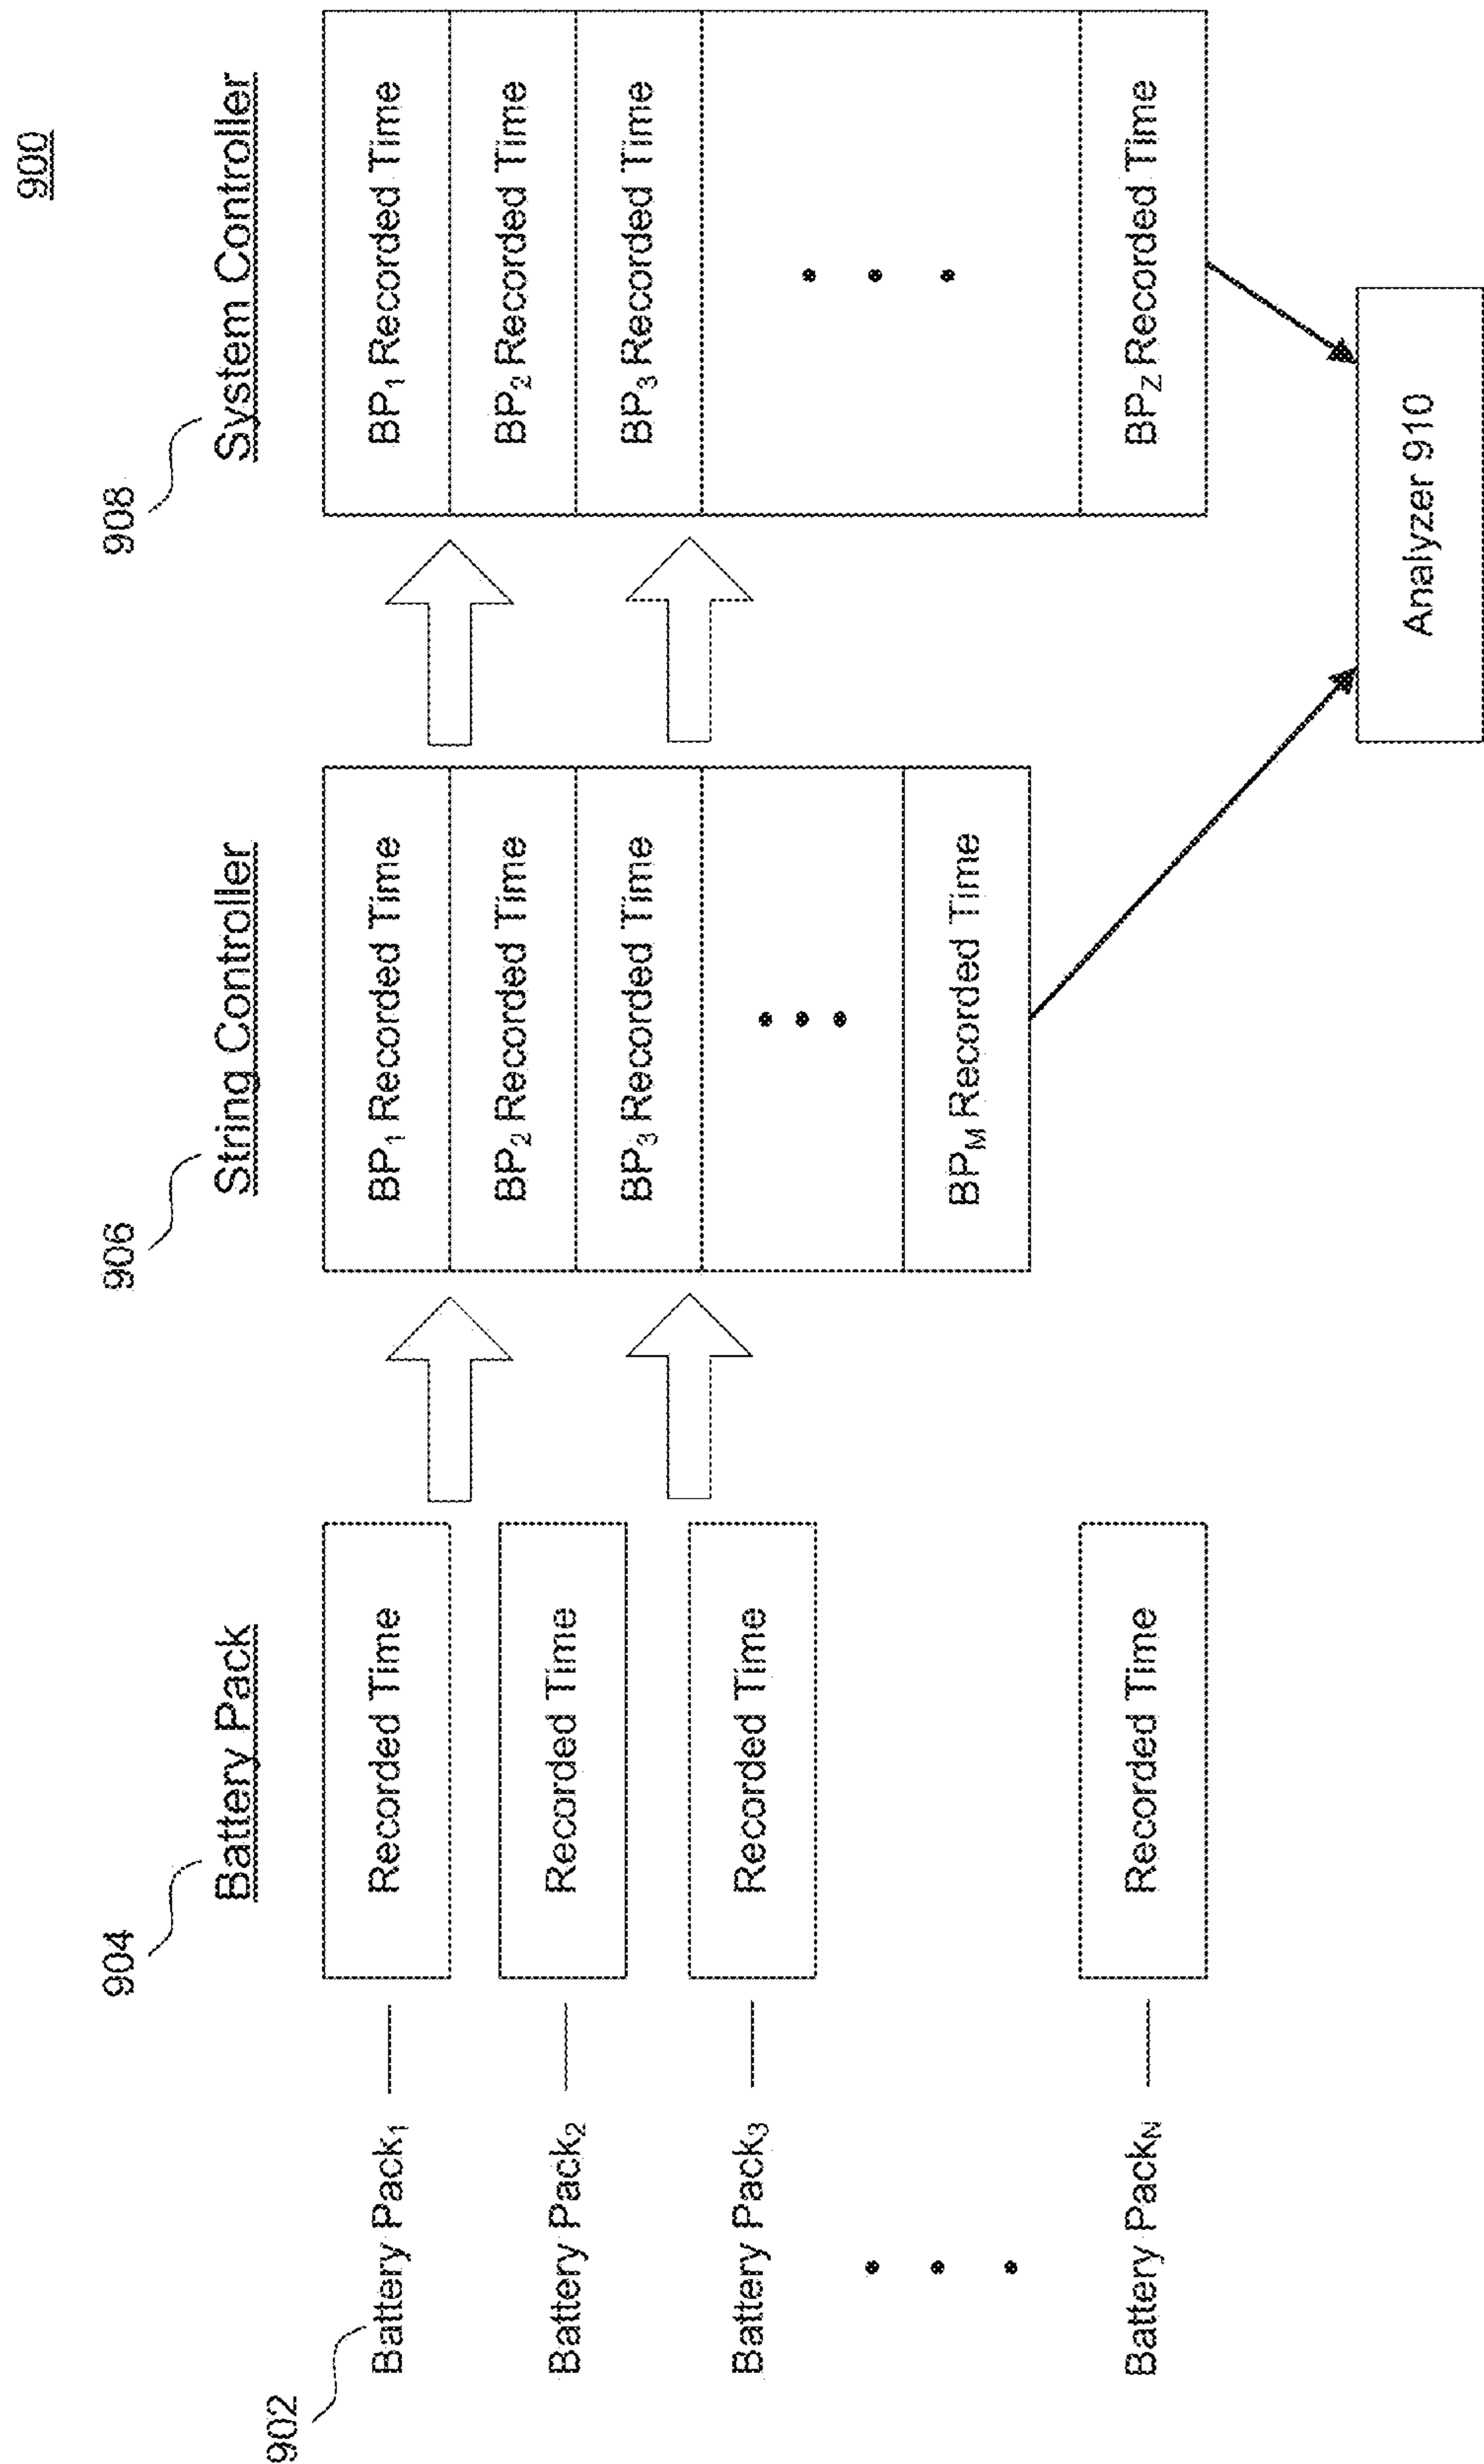 900
904
906
908
Battery Pack
String Controller
System Controller
902
Battery Pack1
Recorded Time
BP1 Recorded Time
BP1 Recorded Time
Battery Pack2
Recorded Time
BP2 Recorded Time
BP2 Recorded Time
Battery Pack3
Recorded Time
BP3 Recorded Time
BP3 Recorded Time
Battery PackN
Recorded Time
BPM Recorded Time
BPZ Recorded Time
Analyzer 910